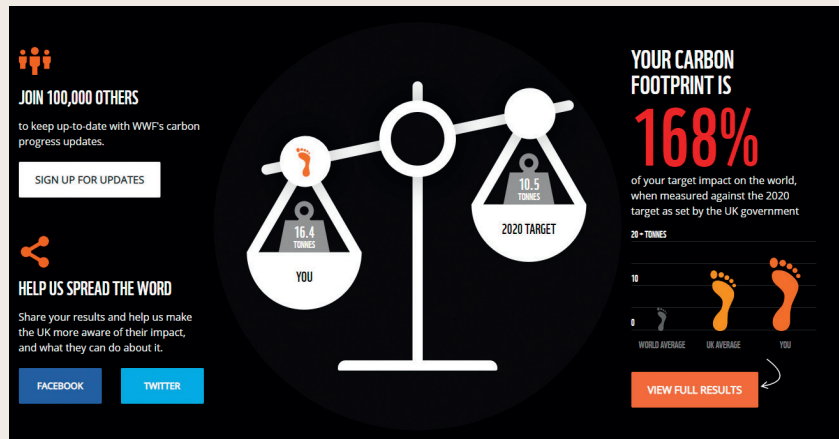 JOIN 100,000 OTHERS
to keep up-to-date with WWF's carbon
progress updates.
SIGN UP FOR UPDATES
HELP US SPREAD THE WORD
Share your results and help us make
the UK more aware of their impact,
and what they can do about it.
FACEBOOK
TWITTER
16.4
TONNES
YOU
10.5
TONNES
2020 TARGET
YOUR CARBON
FOOTPRINT IS
168%
of your target impact on the world,
when measured against the 2020
target as set by the UK government
20 + TONNES
10
0
WORLD AVERAGE
UK AVERAGE
YOU
VIEW FULL RESULTS